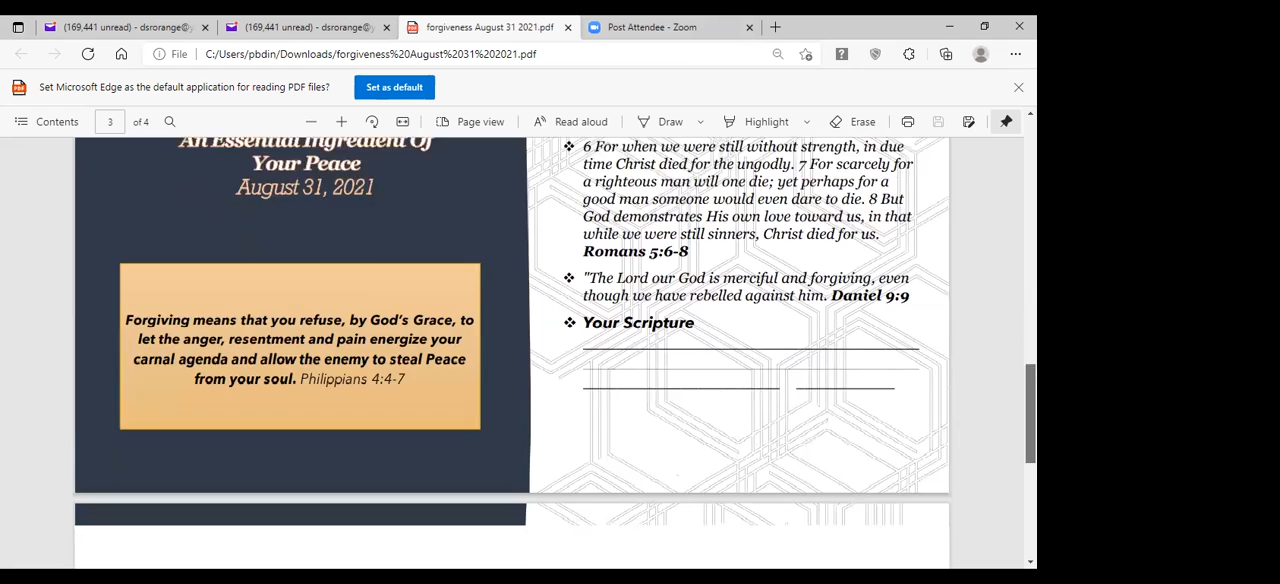 (169,441 unread) - dsrorange@y
(169,441 unread) - dsrorange@y
forgiveness August 31 2021.pdf
Post Attendee - Zoom
File
C:/Users/pbdin/Downloads/forgiveness%20August%2031%202021.pdf
Set Microsoft Edge as the default application for reading PDF files?
Set as default
Contents
3
of 4
Page view
Read aloud
Draw
Highlight
Erase
An Essential Ingredient Of
Your Peace
August 31, 2021
Forgiving means that you refuse, by God’s Grace, to
let the anger, resentment and pain energize your
carnal agenda and allow the enemy to steal Peace
from your soul. Philippians 4:4-7
❖ 6 For when we were still without strength, in due
time Christ died for the ungodly. 7 For scarcely for
a righteous man will one die; yet perhaps for a
good man someone would even dare to die. 8 But
God demonstrates His own love toward us, in that
while we were still sinners, Christ died for us.
Romans 5:6-8
❖ "The Lord our God is merciful and forgiving, even
though we have rebelled against him. Daniel 9:9
❖ Your Scripture